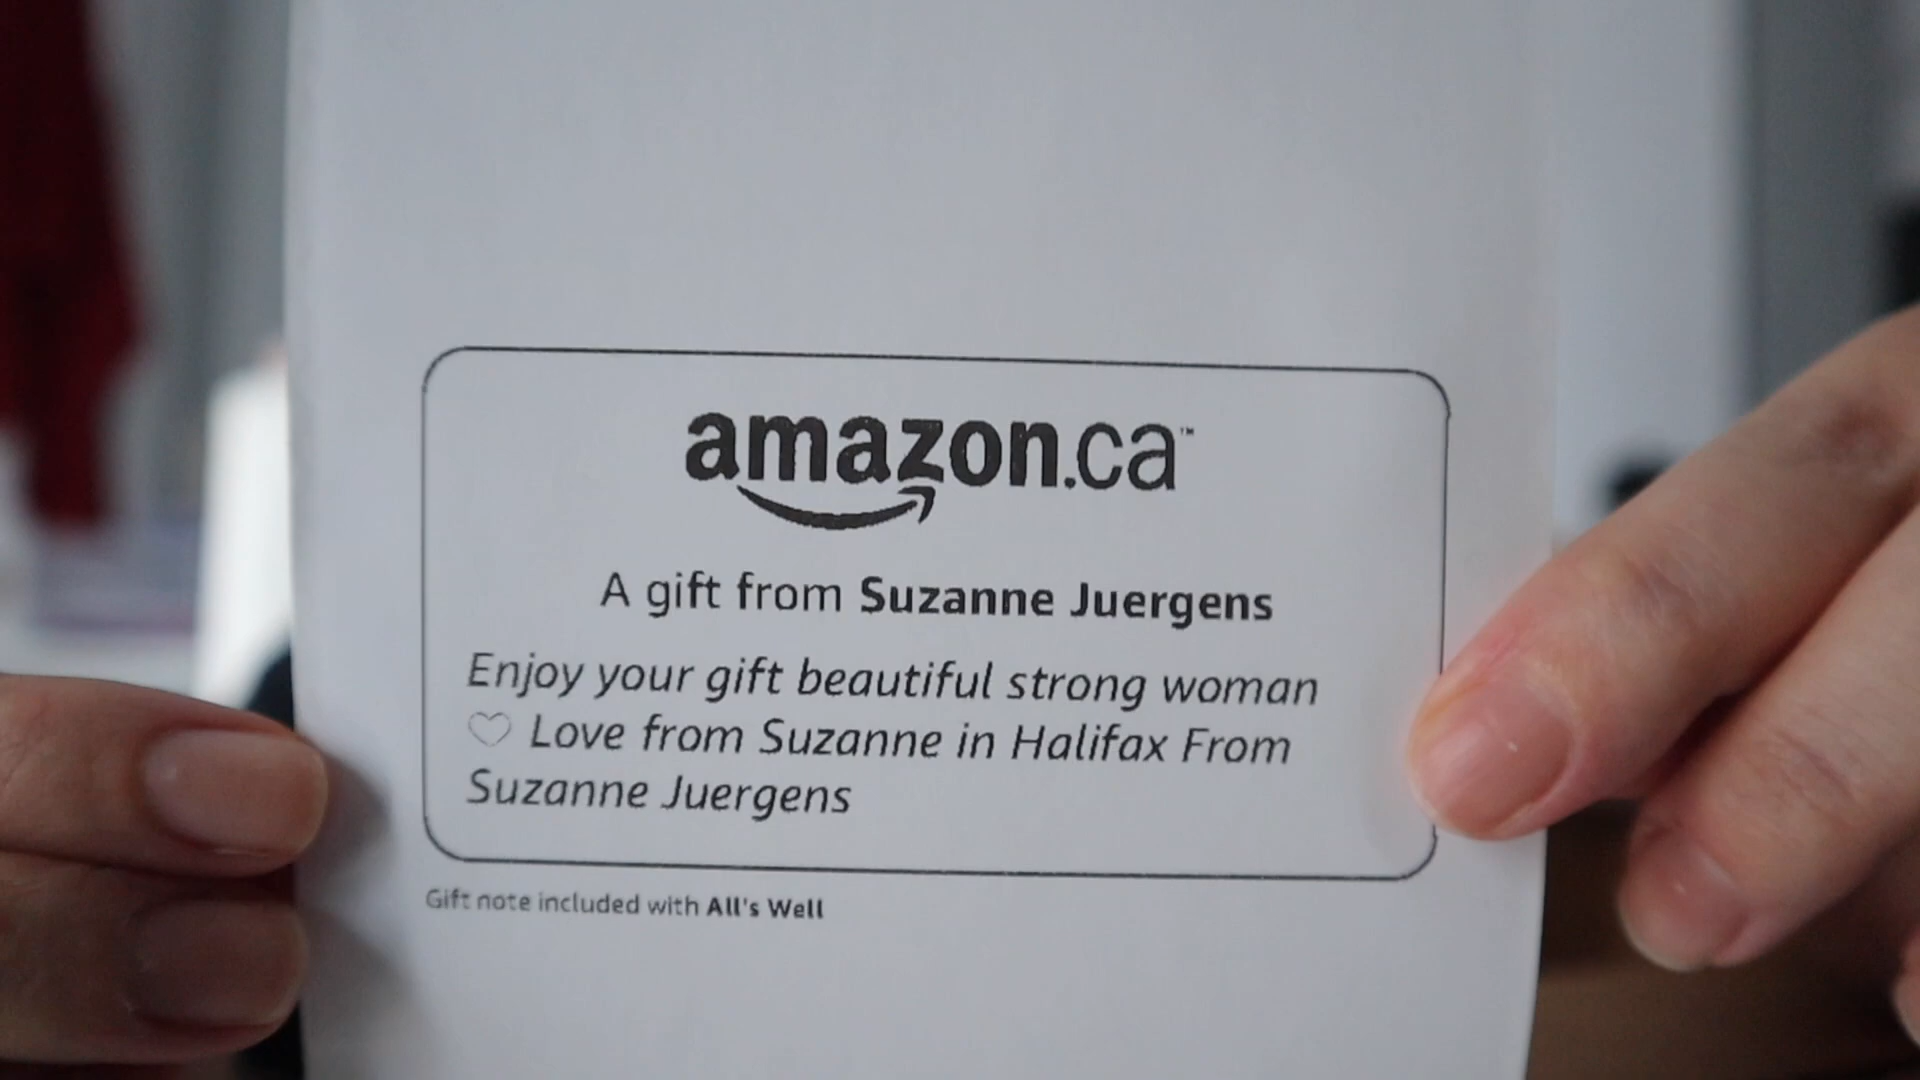 amazon.ca™
A gift from Suzanne Juergens
Enjoy your gift beautiful strong woman
♡ Love from Suzanne in Halifax From
Suzanne Juergens
Gift note included with All's Well